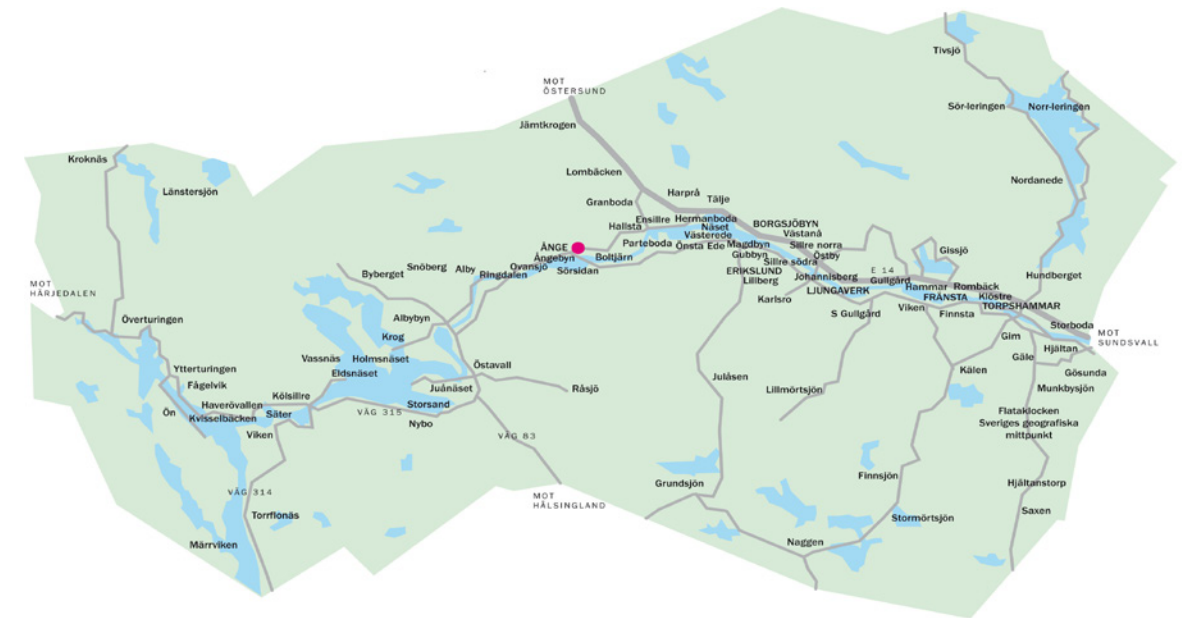 Tivsjö
MOT
ÖSTERSUND
Sör-leringen
Norr-leringen
Jämtkrogen
Kroknäs
Lombäcken
Nordanede
Länstersjön
Harprå
Tälje
Granboda
Ensillre
Hermanboda
Hallsta
Näset
BORGSJÖBYN
Västanå
Västerede
ÅNGE
Parteboda
Önsta
Ede
Magdbyn
Sillre norra
Gissjö
Ångebyn
Boltjärn
Gubbyn
Östby
Sillre södra
Snöberg
Alby
Ovansjö
Sörsidan
ERIKSLUND
E 14
Byberget
Ringdalen
Lillberg
Johannisberg
Gullgård
Hundberget
MOT
HÄRJEDALEN
LJUNGAVERK
Hammar
Rombäck
Karlsro
FRÅNSTA
Klöstre
Viken
TORPSHAMMAR
S Gullgård
Finnsta
Överturingen
Albybyn
Storboda
Krog
Gim
MOT
SUNDSVALL
Hjältan
Vassnäs
Holmsnäset
Gäle
Ytterturingen
Östavall
Kälen
Gösunda
Eldsnäset
Julåsen
Fågelvik
Juånäset
Råsjö
Lillmörtsjön
Munkbysjön
Kölsillre
Haverövallen
Storsand
Ön
Kvisselbäcken
Säter
VÄG 315
Flataklocken
Sveriges geografiska
mittpunkt
Nybo
Viken
VÄG 83
Finnsjön
Grundsjön
Hjältanstorp
VÄG 314
MOT
HÄLSINGLAND
Torrflonäs
Saxen
Stormörtsjön
Märrviken
Naggen